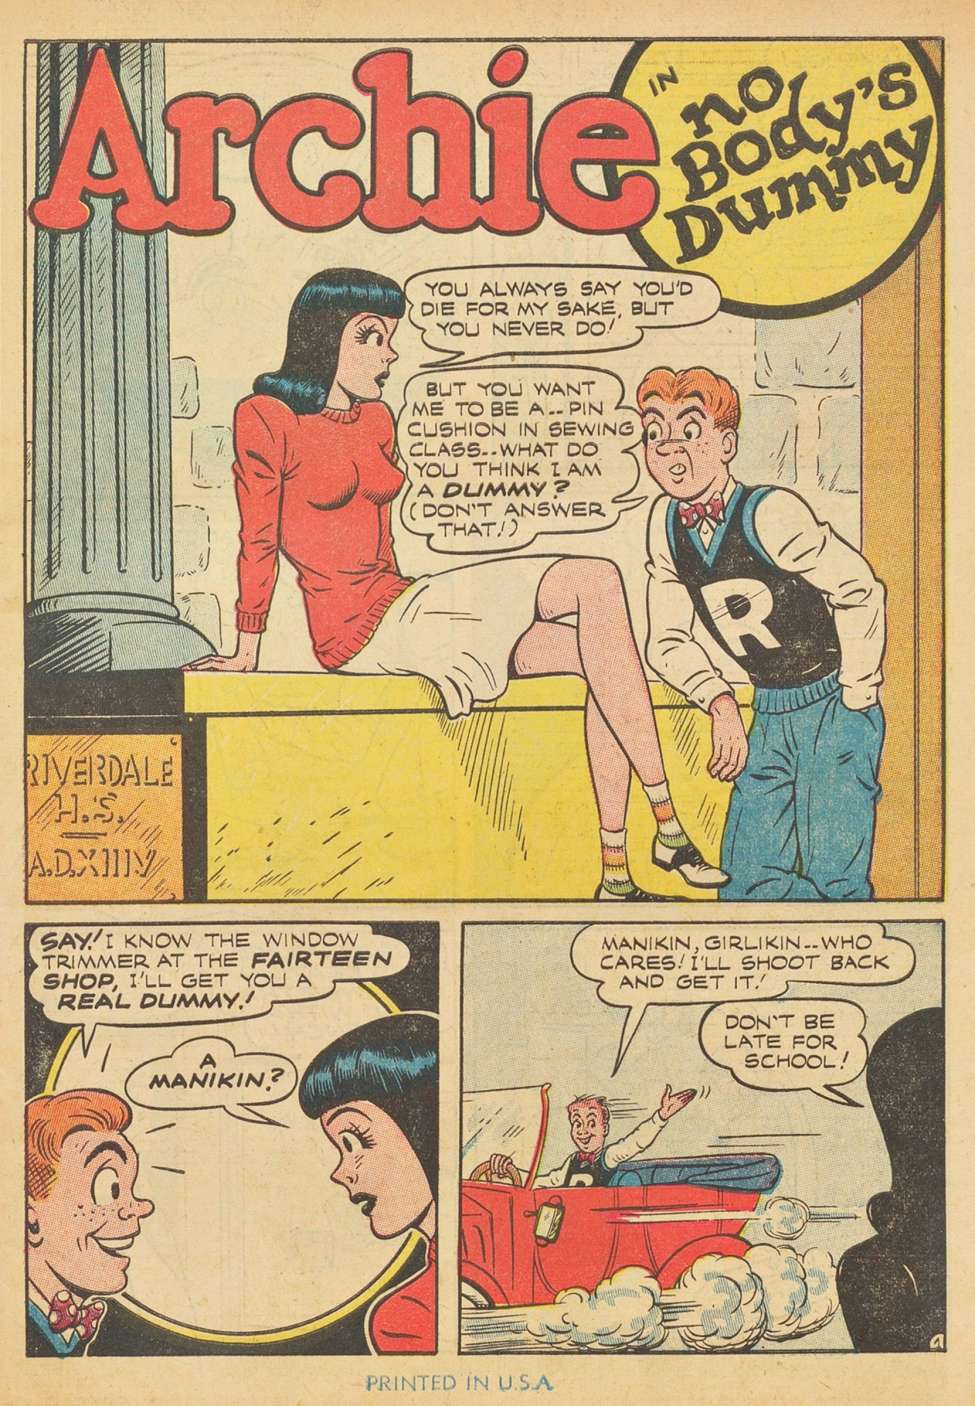 Archie
IN
no
Body's
Dummy
YOU ALWAYS SAY YOU'D
DIE FOR MY SAKE, BUT
YOU NEVER DO!
BUT YOU WANT
ME TO BE A -- PIN
CUSHION IN SEWING
CLASS -- WHAT DO
YOU THINK I AM
A DUMMY?
(DON'T ANSWER
THAT!)
R
RIVERDALE
H.S.
A.D. XIIIV
SAY! I KNOW THE WINDOW
TRIMMER AT THE FAIRTEEN
SHOP, I'LL GET YOU A
REAL DUMMY!
A
MANIKIN?
MANIKIN, GIRLIKIN -- WHO
CARES! I'LL SHOOT BACK
AND GET IT!
DON'T BE
LATE FOR
SCHOOL!
R
PRINTED IN U.S.A.